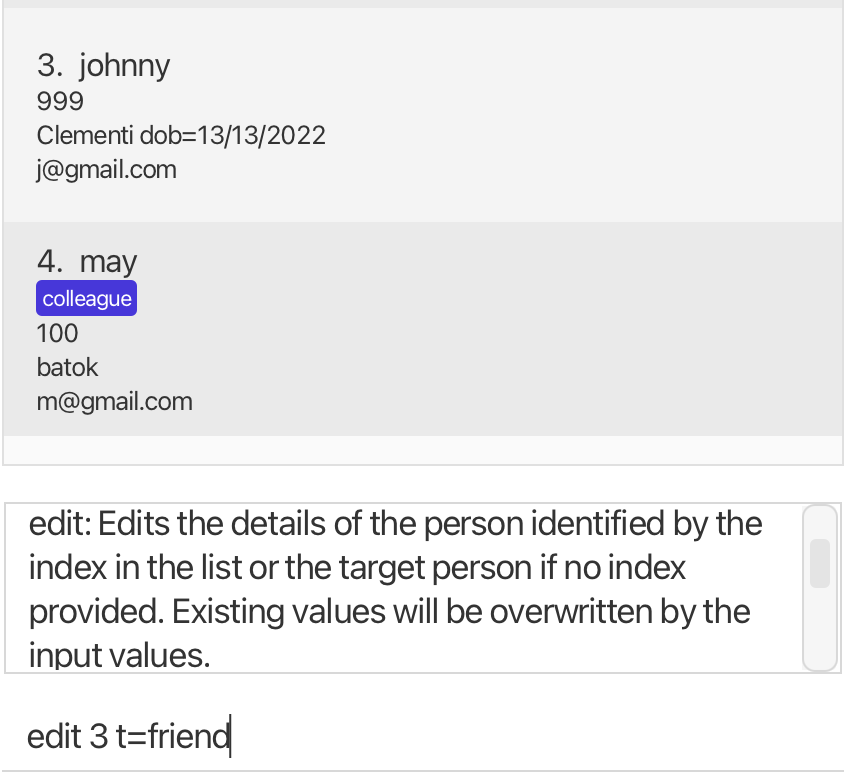 3. johnny
999
Clementi dob=13/13/2022
j@gmail.com
4. may
colleague
100
batok
m@gmail.com
edit: Edits the details of the person identified by the
index in the list or the target person if no index
provided. Existing values will be overwritten by the
input values.
edit 3 t=friend